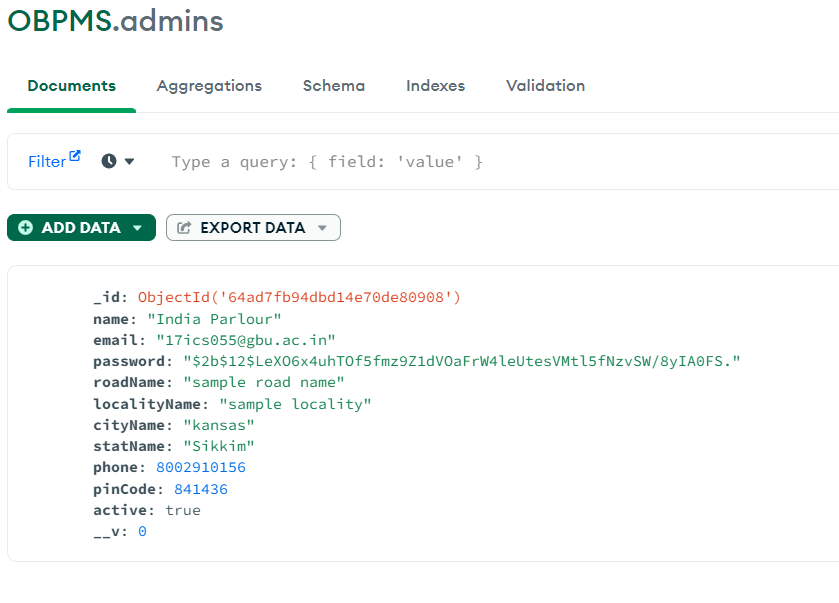 OBPMS.admins
Documents Aggregations Schema Indexes Validation
Filter Type a query: { field: 'value' }
ADD DATA EXPORT DATA
_id: ObjectId('64ad7fb94dbd14e70de80908')
name: "India Parlour"
email: "17ics055@gbu.ac.in"
password: "$2b$12$LeXO6x4uhTOf5fmz9Z1dVOaFrW4leUtesVMtl5fNzvSW/8yIA0FS."
roadName: "sample road name"
localityName: "sample locality"
cityName: "kansas"
statName: "Sikkim"
phone: 8002910156
pinCode: 841436
active: true
__v: 0